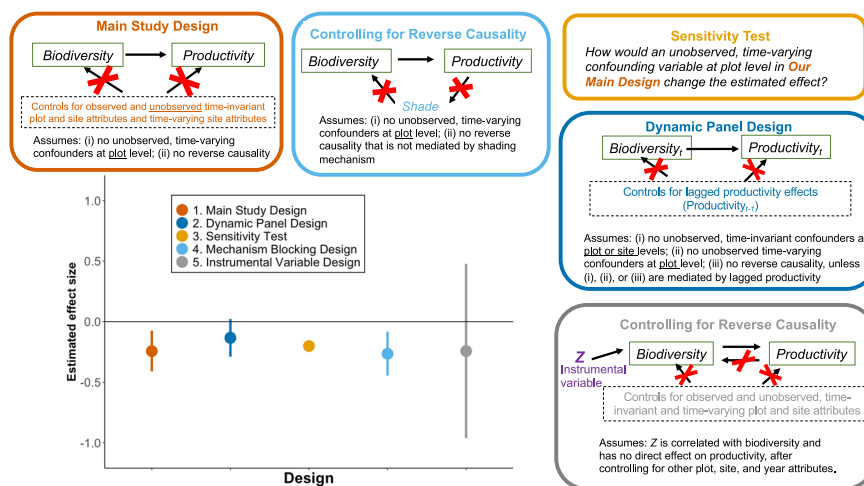 Main Study Design
Biodiversity
Productivity
Controls for observed and unobserved time-invariant
plot and site attributes and time-varying site attributes
Assumes: (i) no unobserved, time-varying
confounders at plot level; (ii) no reverse causality
Controlling for Reverse Causality
Biodiversity
Productivity
Shade
Assumes: (i) no unobserved, time-varying
confounders at plot level; (ii) no reverse
causality that is not mediated by shading
mechanism
Sensitivity Test
How would an unobserved, time-varying
confounding variable at plot level in Our
Main Design change the estimated effect?
Dynamic Panel Design
Biodiversityt
Productivityt
Controls for lagged productivity effects
(Productivityt-1)
Assumes: (i) no unobserved, time-invariant confounders a
plot or site levels; (ii) no unobserved time-varying
confounders at plot level; (iii) no reverse causality, unless
(i), (ii), or (iii) are mediated by lagged productivity
Controlling for Reverse Causality
Z
Instrumental
variable
Biodiversity
Productivity
Controls for observed and unobserved, time-
invariant and time-varying plot and site attributes
Assumes: Z is correlated with biodiversity and
has no direct effect on productivity, after
controlling for other plot, site, and year attributes.
1. Main Study Design
2. Dynamic Panel Design
3. Sensitivity Test
4. Mechanism Blocking Design
5. Instrumental Variable Design
Estimated effect size
1.0
0.5
0.0
-0.5
-1.0
Design